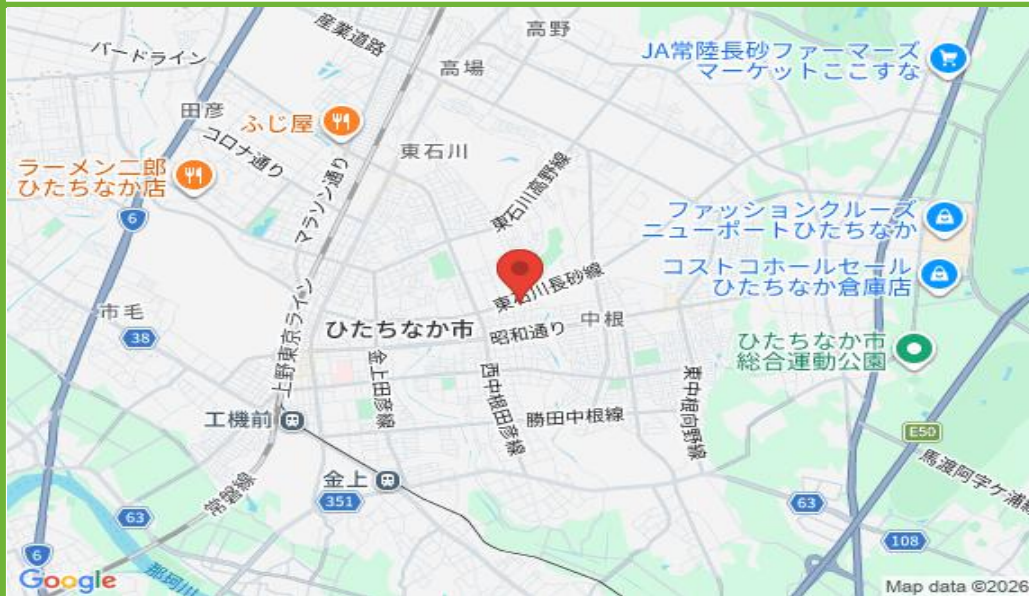 高野
産業道路
バードライン
高場
JA常陸長砂ファーマーズ
マーケットここすな
田彦
ふじ屋
コロナ通り
東石川
ラーメン二郎
ひたちなか店
マラソン通り
東石川高野線
6
ファッションクルーズ
ニューポートひたちなか
コストコホールセール
ひたちなか倉庫店
東石川長砂線
市毛
上野東京ライン
ひたちなか市
昭和通り
中根
38
ひたちなか市
総合運動公園
金上田彦線
西中根田彦線
東中根向野線
勝田中根線
工機前
E50
金上
馬渡阿字ケ浦線
常磐線
351
63
63
108
6
那珂川
Google
Map data ©2026